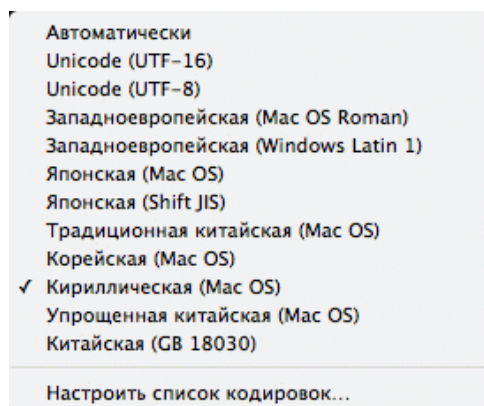 Автоматически
Unicode (UTF-16)
Unicode (UTF-8)
Западноевропейская (Mac OS Roman)
Западноевропейская (Windows Latin 1)
Японская (Mac OS)
Японская (Shift JIS)
Традиционная китайская (Mac OS)
Корейская (Mac OS)
✓ Кириллическая (Mac OS)
Упрощенная китайская (Mac OS)
Китайская (GB 18030)
Настроить список кодировок...